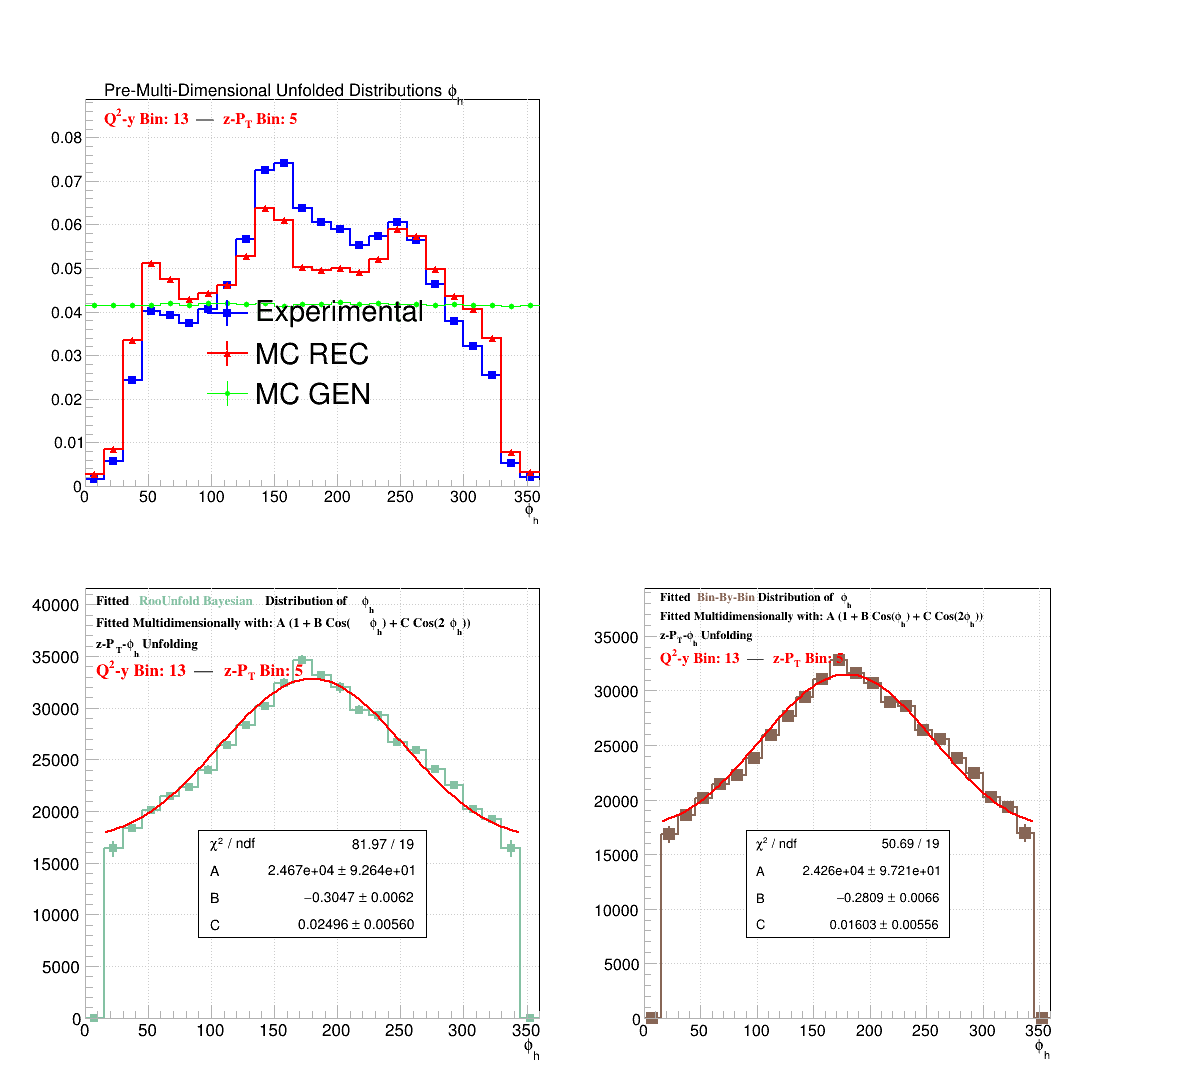 Pre-Multi-Dimensional Unfolded Distributions ϕh
Q2-y Bin: 13 — z-PT Bin: 5
0.08
0.07
0.06
0.05
0.04
0.03
0.02
0.01
0
Experimental
MC REC
MC GEN
0 50 100 150 200 250 300 350
ϕh
Fitted RooUnfold Bayesian Distribution of ϕh
Fitted Multidimensionally with: A (1 + B Cos( ϕh) + C Cos(2 ϕh))
z-PT-ϕh Unfolding
Q2-y Bin: 13 — z-PT Bin: 5
40000
35000
30000
25000
20000
15000
10000
5000
0
χ2 / ndf 81.97 / 19
A 2.467e+04 ± 9.264e+01
B −0.3047 ± 0.0062
C 0.02496 ± 0.00560
0 50 100 150 200 250 300 350
ϕh
Fitted Bin-By-Bin Distribution of ϕh
Fitted Multidimensionally with: A (1 + B Cos(ϕh) + C Cos(2ϕh))
z-PT-ϕh Unfolding
Q2-y Bin: 13 — z-PT Bin: 5
35000
30000
25000
20000
15000
10000
5000
0
χ2 / ndf 50.69 / 19
A 2.426e+04 ± 9.721e+01
B −0.2809 ± 0.0066
C 0.01603 ± 0.00556
0 50 100 150 200 250 300 350
ϕh